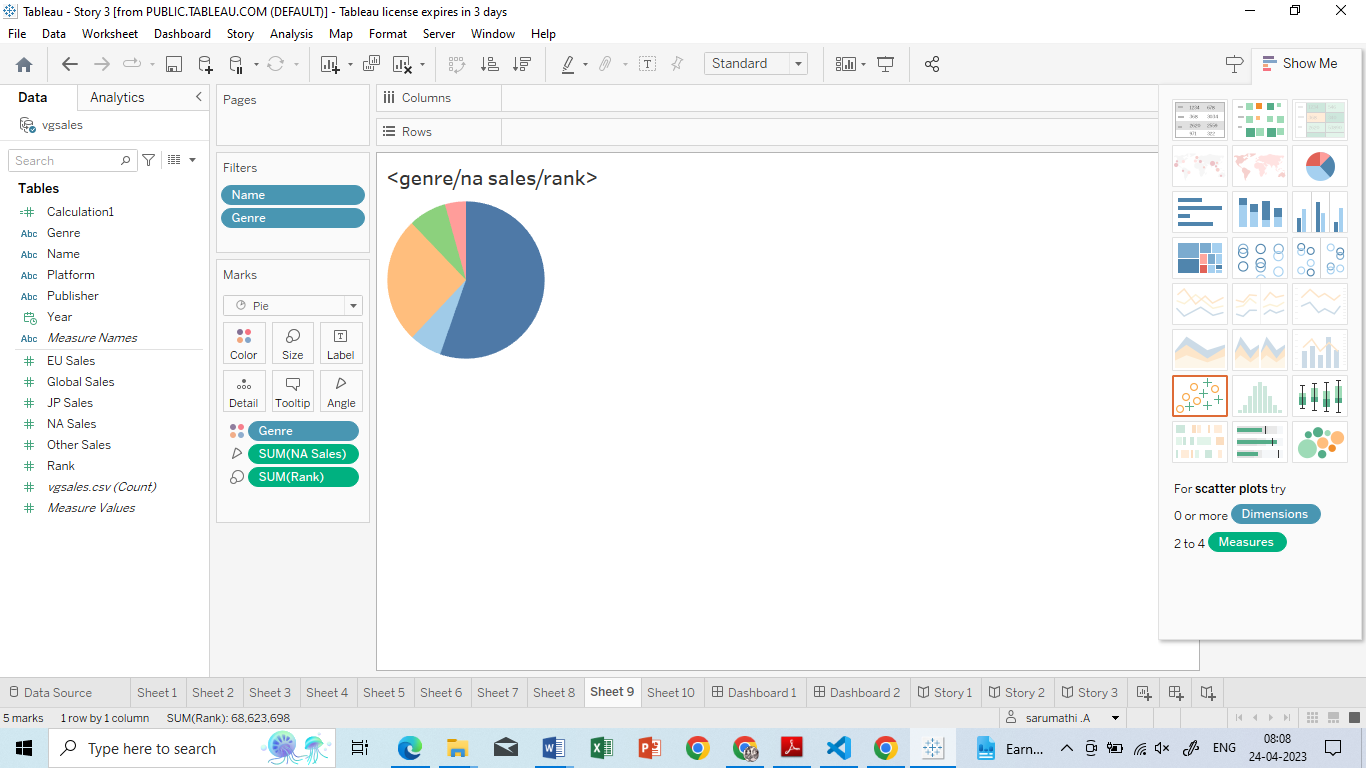 Tableau - Story 3 [from PUBLIC.TABLEAU.COM (DEFAULT)] - Tableau license expires in 3 days
File Data Worksheet Dashboard Story Analysis Map Format Server Window Help
Standard
Show Me
Data Analytics
vgsales
Search
Tables
Calculation1
Abc Genre
Abc Name
Abc Platform
Abc Publisher
Year
Abc Measure Names
EU Sales
Global Sales
JP Sales
NA Sales
Other Sales
Rank
vgsales.csv (Count)
Measure Values
Pages
Filters
Name
Genre
Marks
Pie
Color Size Label
Detail Tooltip Angle
Genre
SUM(NA Sales)
SUM(Rank)
Columns
Rows
<genre/na sales/rank>
For scatter plots try
0 or more Dimensions
2 to 4 Measures
Data Source Sheet 1 Sheet 2 Sheet 3 Sheet 4 Sheet 5 Sheet 6 Sheet 7 Sheet 8 Sheet 9 Sheet 10 Dashboard 1 Dashboard 2 Story 1 Story 2 Story 3
5 marks 1 row by 1 column SUM(Rank): 68,623,698 sarumathi .A
Type here to search Earn... ENG 08:08
24-04-2023